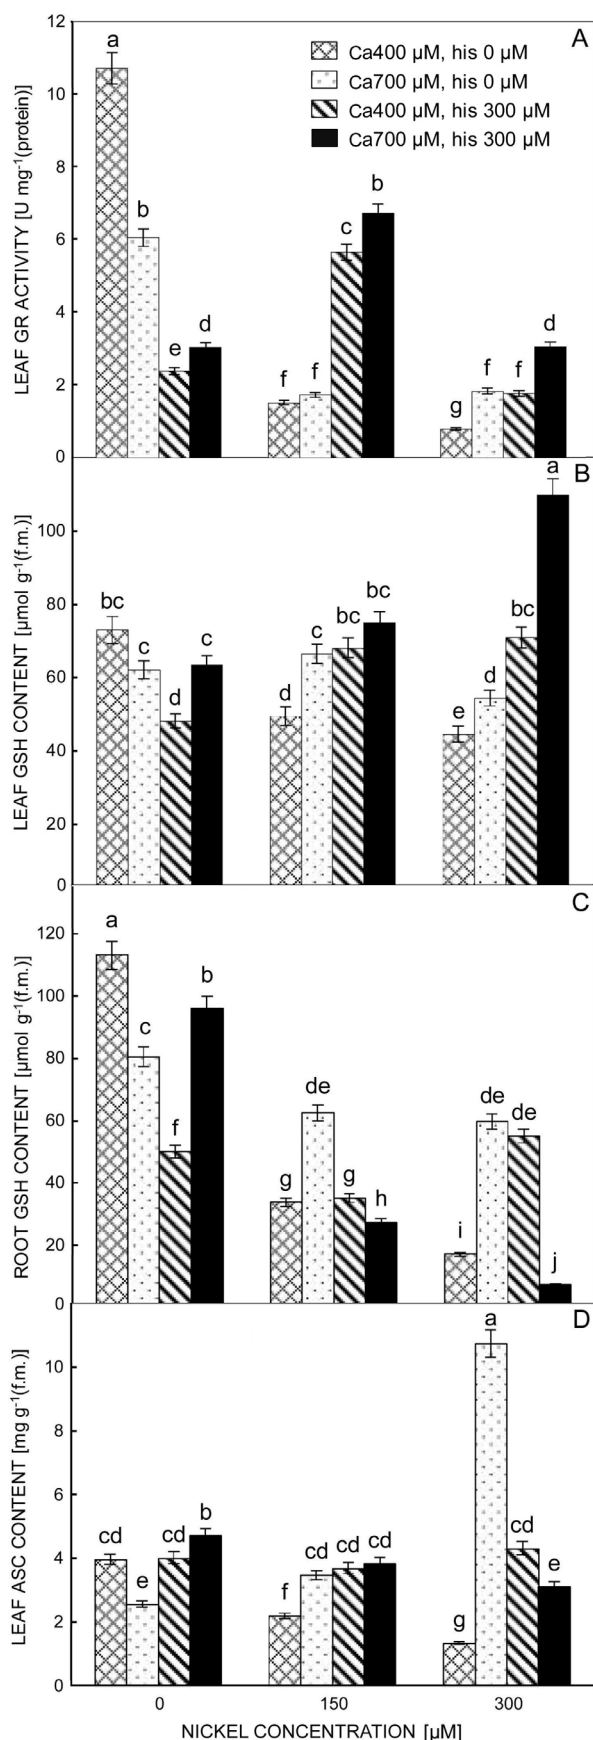 12
A
a
Ca400 µM, his 0 µM
Ca700 µM, his 0 µM
Ca400 µM, his 300 µM
Ca700 µM, his 300 µM
10
8
6
4
2
0
LEAF GR ACTIVITY [U mg⁻¹(protein)]
b
e
d
f
f
c
b
g
f
f
d
B
100
80
60
40
20
0
LEAF GSH CONTENT [µmol g⁻¹(f.m.)]
bc
c
d
c
d
c
bc
bc
e
d
bc
a
C
120
100
80
60
40
20
0
ROOT GSH CONTENT [µmol g⁻¹(f.m.)]
a
c
f
b
g
de
g
h
i
de
de
j
D
10
8
6
4
2
0
LEAF ASC CONTENT [mg g⁻¹(f.m.)]
cd
e
cd
b
f
cd
cd
cd
g
a
cd
e
0
150
300
NICKEL CONCENTRATION [µM]